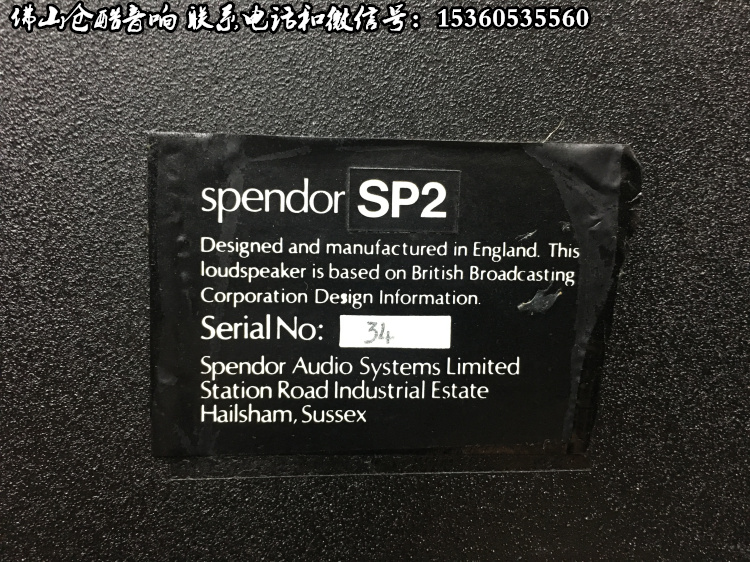 佛山仓酷音响 联系电话和微信号：15360535560
spendor SP2
Designed and manufactured in England. This
loudspeaker is based on British Broadcasting
Corporation Design Information.
Serial No: 34
Spendor Audio Systems Limited
Station Road Industrial Estate
Hailsham, Sussex